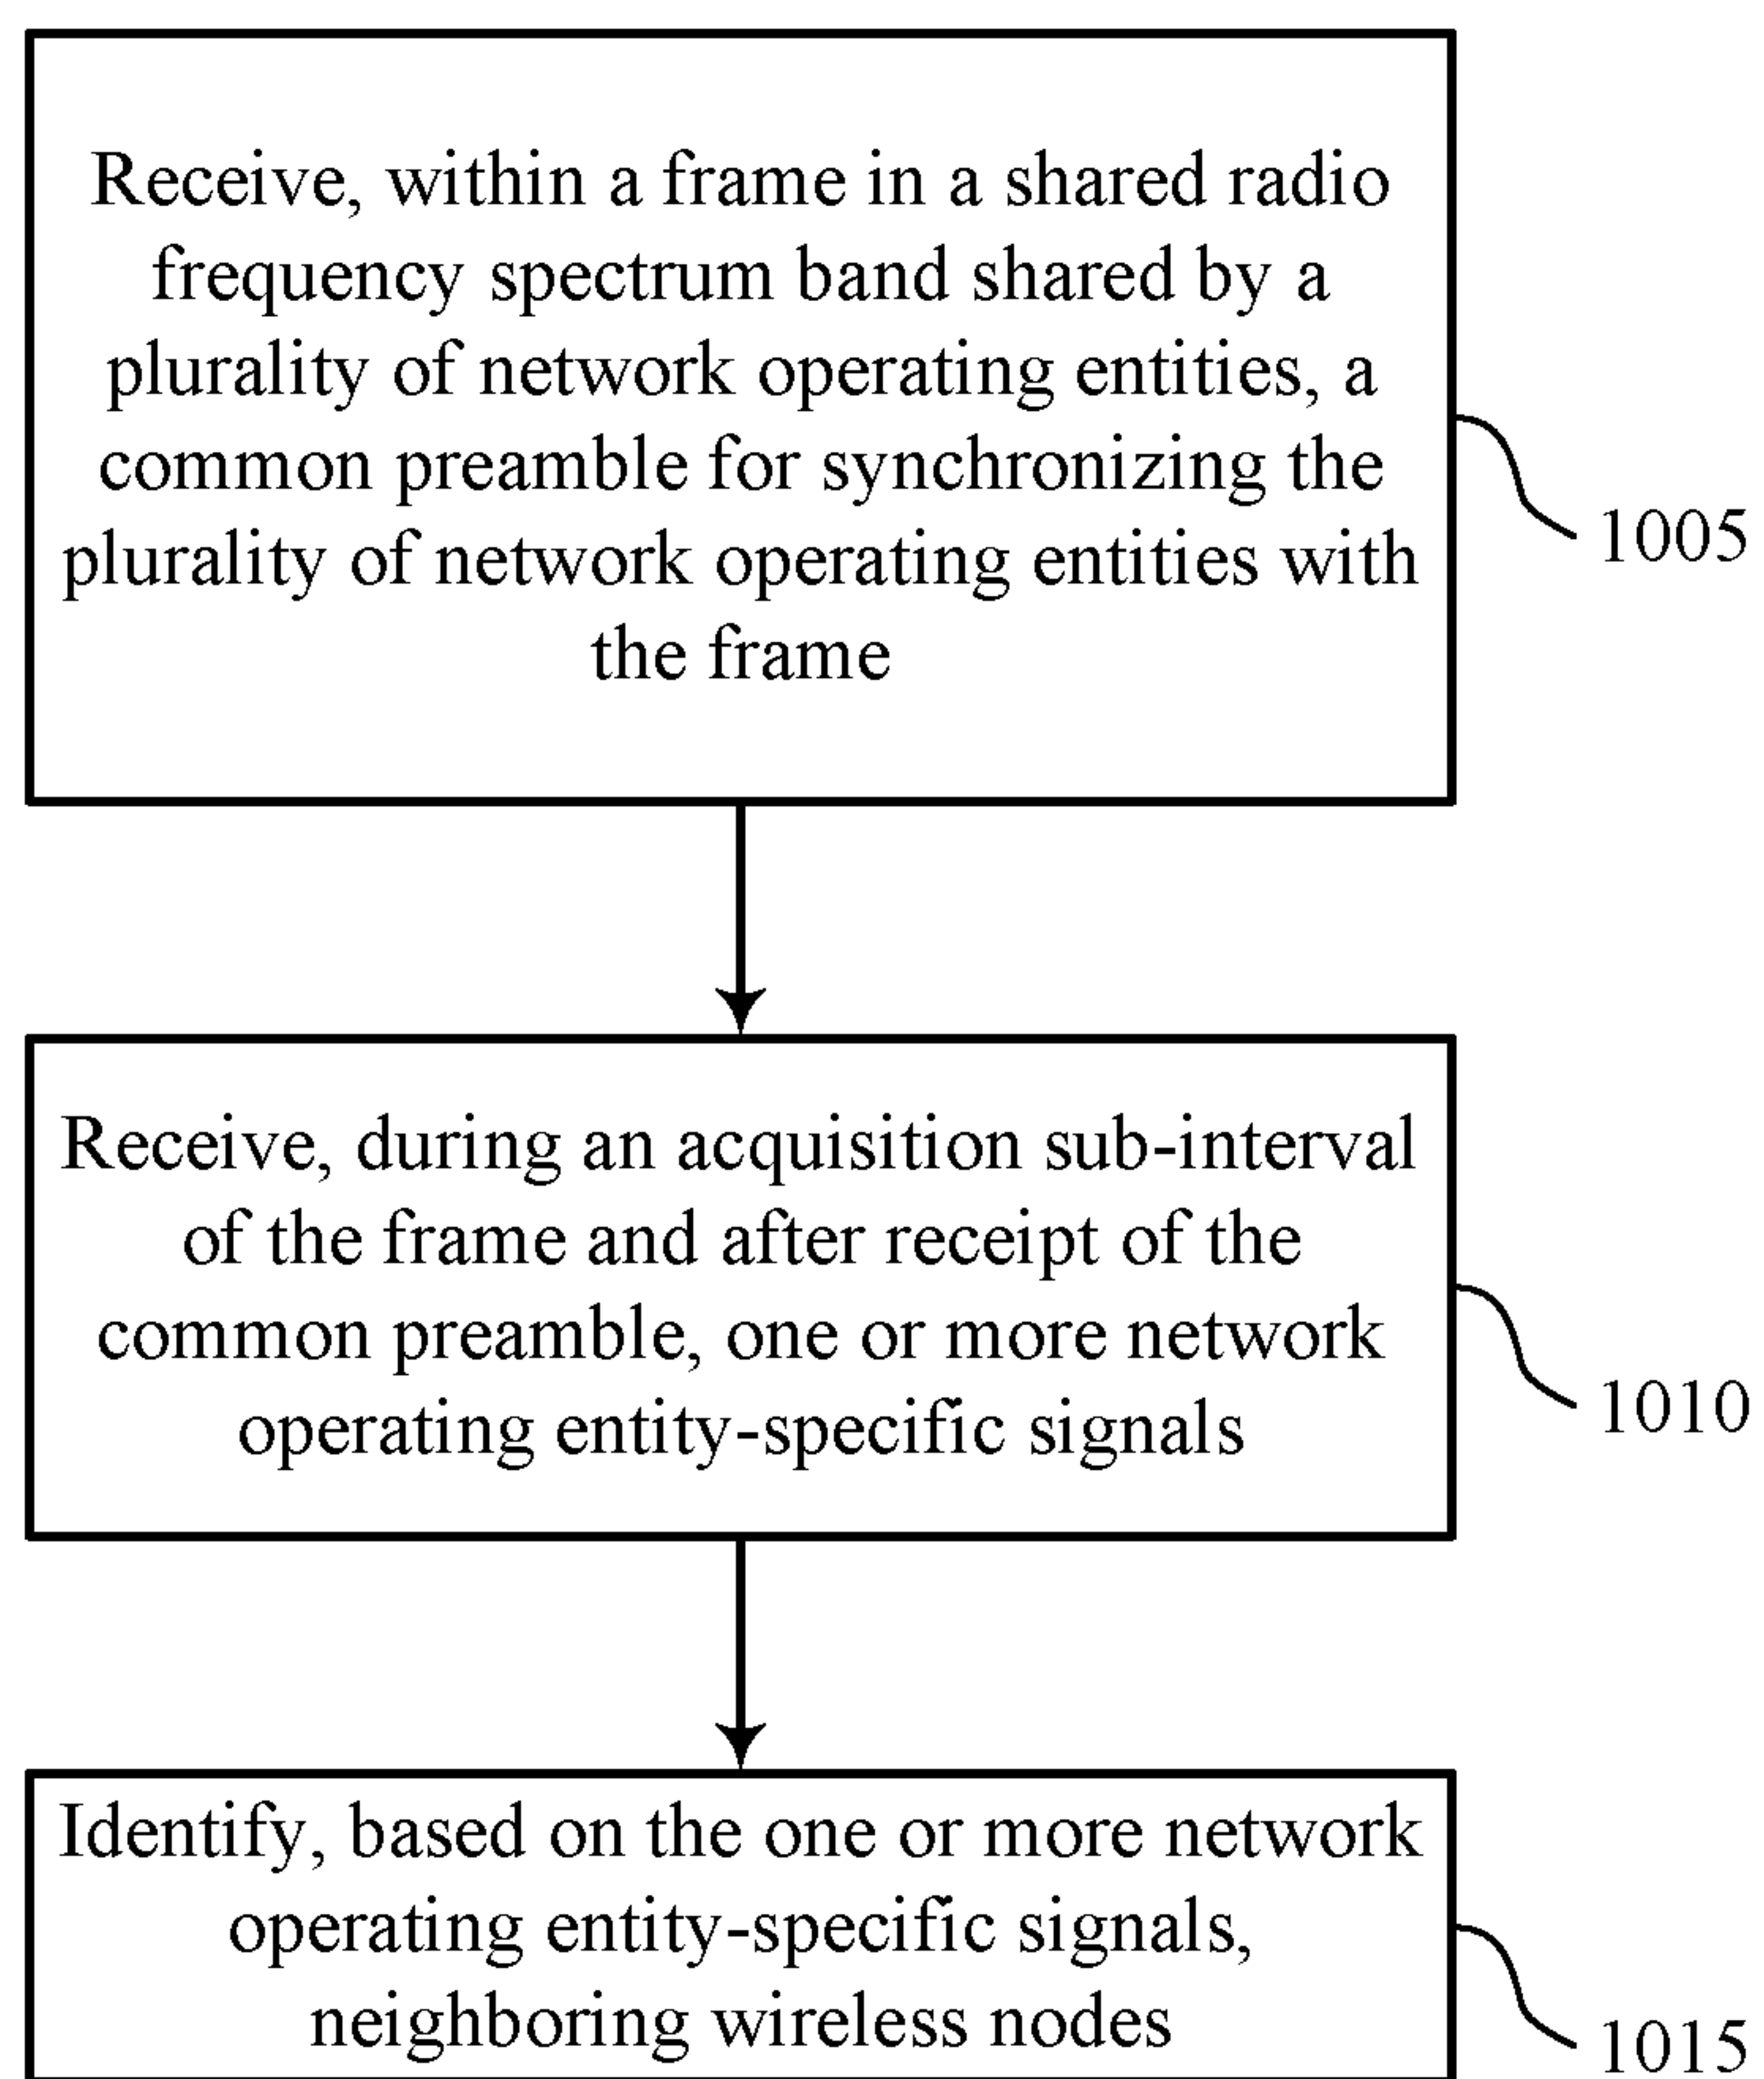 Receive, within a frame in a shared radio
frequency spectrum band shared by a
plurality of network operating entities, a
common preamble for synchronizing the
plurality of network operating entities with
the frame
1005
Receive, during an acquisition sub-interval
of the frame and after receipt of the
common preamble, one or more network
operating entity-specific signals
1010
Identify, based on the one or more network
operating entity-specific signals,
neighboring wireless nodes
1015